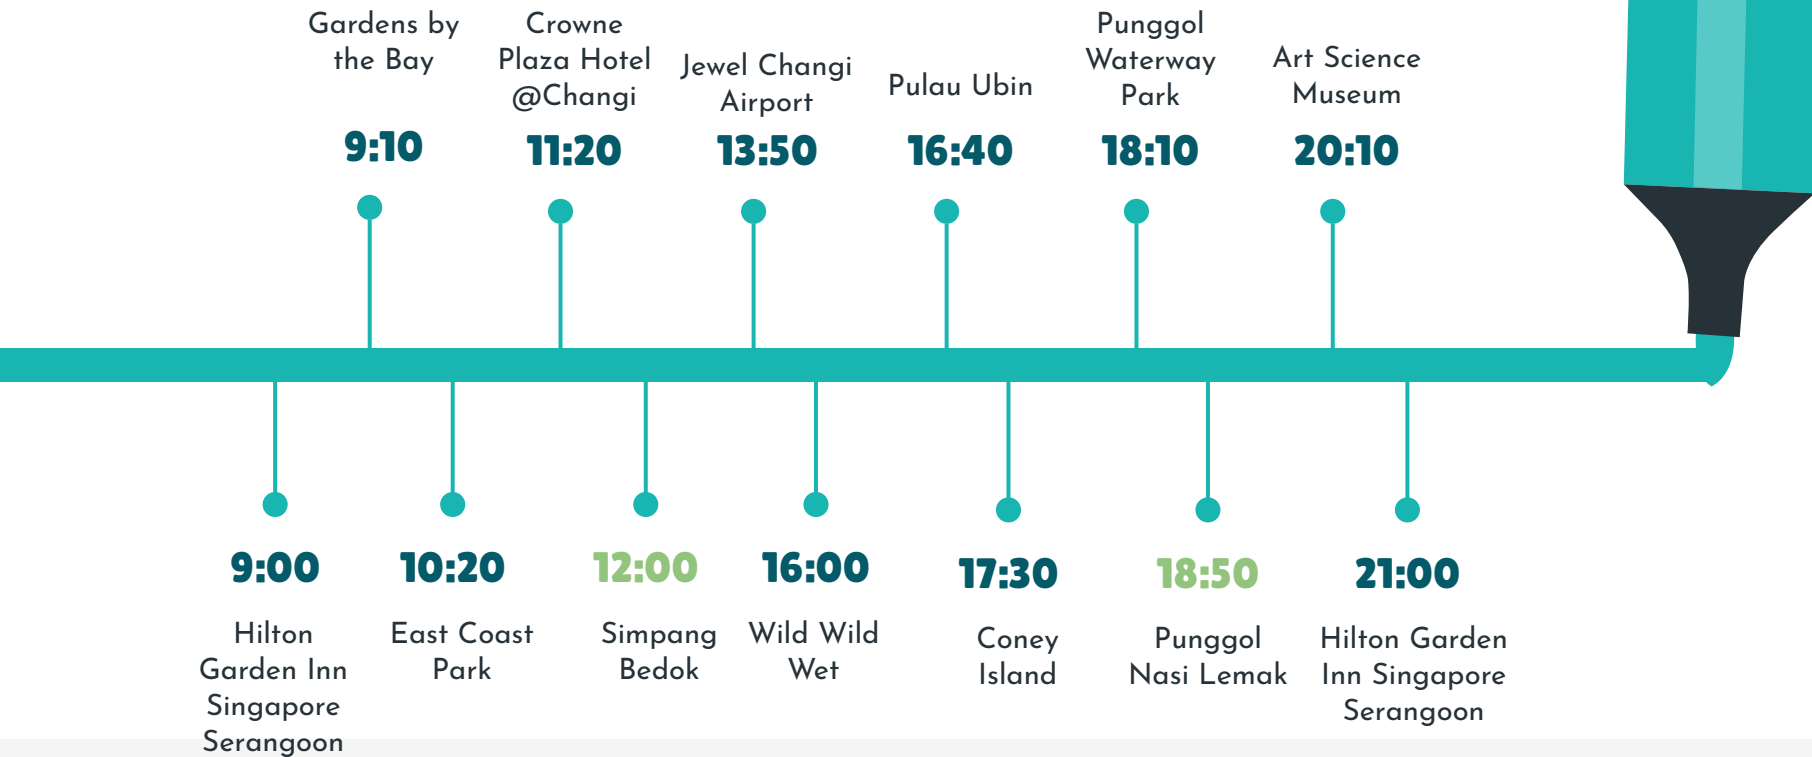 Gardens by
the Bay
9:10
Crowne
Plaza Hotel
@Changi
11:20
Jewel Changi
Airport
13:50
Pulau Ubin
16:40
Punggol
Waterway
Park
18:10
Art Science
Museum
20:10
9:00
Hilton
Garden Inn
Singapore
Serangoon
10:20
East Coast
Park
12:00
Simpang
Bedok
16:00
Wild Wild
Wet
17:30
Coney
Island
18:50
Punggol
Nasi Lemak
21:00
Hilton Garden
Inn Singapore
Serangoon